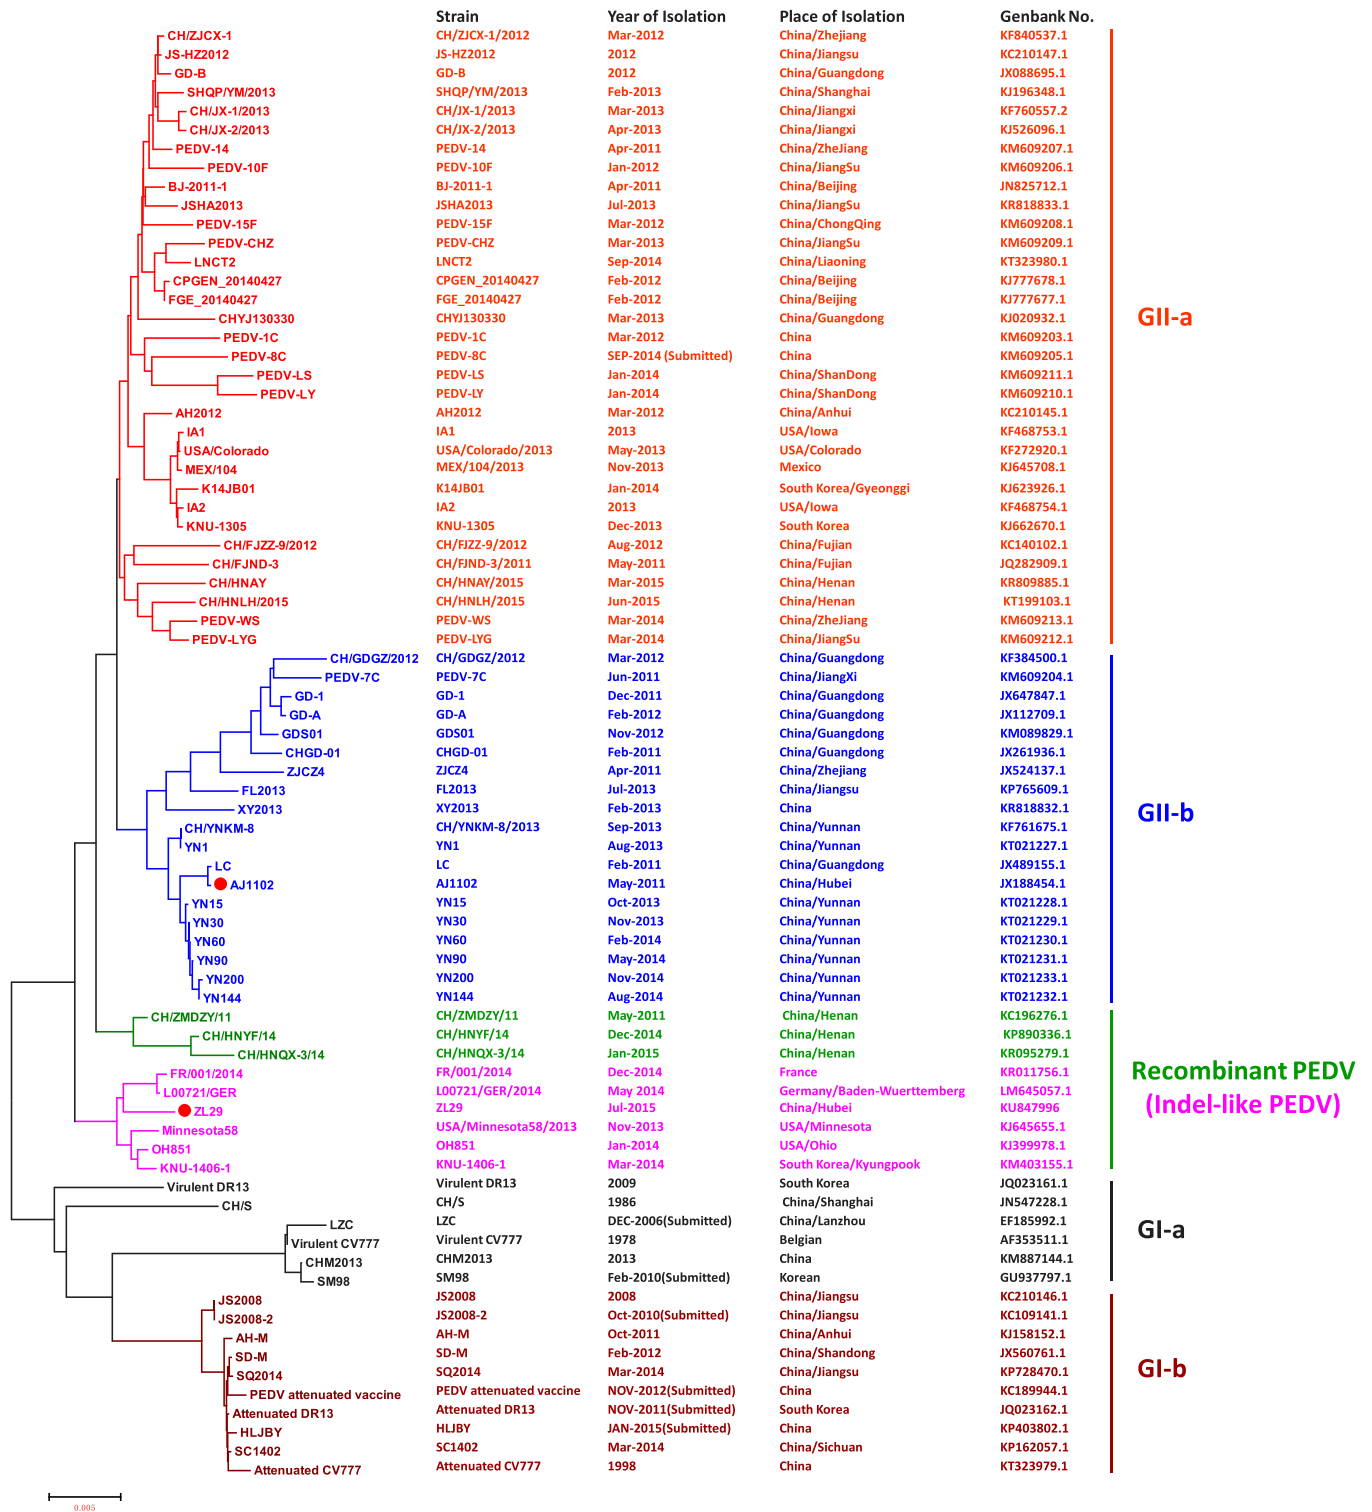 Strain Year of Isolation Place of Isolation Genbank No.
CH/ZJCX-1 CH/ZJCX-1/2012 Mar-2012 China/Zhejiang KF840537.1
JS-HZ2012 JS-HZ2012 2012 China/Jiangsu KC210147.1
GD-B GD-B 2012 China/Guangdong JX088695.1
SHQP/YM/2013 SHQP/YM/2013 Feb-2013 China/Shanghai KJ196348.1
CH/JX-1/2013 CH/JX-1/2013 Mar-2013 China/Jiangxi KF760557.2
CH/JX-2/2013 CH/JX-2/2013 Apr-2013 China/Jiangxi KJ526096.1
PEDV-14 PEDV-14 Apr-2011 China/ZheJiang KM609207.1
PEDV-10F PEDV-10F Jan-2012 China/JiangSu KM609206.1
BJ-2011-1 BJ-2011-1 Apr-2011 China/Beijing JN825712.1
JSHA2013 JSHA2013 Jul-2013 China/JiangSu KR818833.1
PEDV-15F PEDV-15F Mar-2012 China/ChongQing KM609208.1
PEDV-CHZ PEDV-CHZ Mar-2013 China/JiangSu KM609209.1
LNCT2 LNCT2 Sep-2014 China/Liaoning KT323980.1
CPGEN_20140427 CPGEN_20140427 Feb-2012 China/Beijing KJ777678.1
FGE_20140427 FGE_20140427 Feb-2012 China/Beijing KJ777677.1
GII-a
CHYJ130330 CHYJ130330 Mar-2013 China/Guangdong KJ020932.1
PEDV-1C PEDV-1C Mar-2012 China KM609203.1
PEDV-8C PEDV-8C SEP-2014 (Submitted) China KM609205.1
PEDV-LS PEDV-LS Jan-2014 China/ShanDong KM609211.1
PEDV-LY PEDV-LY Jan-2014 China/ShanDong KM609210.1
AH2012 AH2012 Mar-2012 China/Anhui KC210145.1
IA1 IA1 2013 USA/Iowa KF468753.1
USA/Colorado USA/Colorado/2013 May-2013 USA/Colorado KF272920.1
MEX/104 MEX/104/2013 Nov-2013 Mexico KJ645708.1
K14JB01 K14JB01 Jan-2014 South Korea/Gyeonggi KJ623926.1
IA2 IA2 2013 USA/Iowa KF468754.1
KNU-1305 KNU-1305 Dec-2013 South Korea KJ662670.1
CH/FJZZ-9/2012 CH/FJZZ-9/2012 Aug-2012 China/Fujian KC140102.1
CH/FJND-3 CH/FJND-3/2011 May-2011 China/Fujian JQ282909.1
CH/HNAY CH/HNAY/2015 Mar-2015 China/Henan KR809885.1
CH/HNLH/2015 CH/HNLH/2015 Jun-2015 China/Henan KT199103.1
PEDV-WS PEDV-WS Mar-2014 China/ZheJiang KM609213.1
PEDV-LYG PEDV-LYG Mar-2014 China/JiangSu KM609212.1
CH/GDGZ/2012 CH/GDGZ/2012 Mar-2012 China/Guangdong KF384500.1
PEDV-7C PEDV-7C Jun-2011 China/JiangXi KM609204.1
GD-1 GD-1 Dec-2011 China/Guangdong JX647847.1
GD-A GD-A Feb-2012 China/Guangdong JX112709.1
GDS01 GDS01 Nov-2012 China/Guangdong KM089829.1
CHGD-01 CHGD-01 Feb-2011 China/Guangdong JX261936.1
ZJCZ4 ZJCZ4 Apr-2011 China/Zhejiang JX524137.1
FL2013 FL2013 Jul-2013 China/Jiangsu KP765609.1
XY2013 XY2013 Feb-2013 China KR818832.1
GII-b
CH/YNKM-8 CH/YNKM-8/2013 Sep-2013 China/Yunnan KF761675.1
YN1 YN1 Aug-2013 China/Yunnan KT021227.1
LC LC Feb-2011 China/Guangdong JX489155.1
AJ1102 AJ1102 May-2011 China/Hubei JX188454.1
YN15 YN15 Oct-2013 China/Yunnan KT021228.1
YN30 YN30 Nov-2013 China/Yunnan KT021229.1
YN60 YN60 Feb-2014 China/Yunnan KT021230.1
YN90 YN90 May-2014 China/Yunnan KT021231.1
YN200 YN200 Nov-2014 China/Yunnan KT021233.1
YN144 YN144 Aug-2014 China/Yunnan KT021232.1
CH/ZMDZY/11 CH/ZMDZY/11 May-2011 China/Henan KC196276.1
CH/HNYF/14 CH/HNYF/14 Dec-2014 China/Henan KP890336.1
CH/HNQX-3/14 CH/HNQX-3/14 Jan-2015 China/Henan KR095279.1
FR/001/2014 FR/001/2014 Dec-2014 France KR011756.1
Recombinant PEDV
L00721/GER L00721/GER/2014 May 2014 Germany/Baden-Wuerttemberg LM645057.1
(Indel-like PEDV)
ZL29 ZL29 Jul-2015 China/Hubei KU847996
Minnesota58 USA/Minnesota58/2013 Nov-2013 USA/Minnesota KJ645655.1
OH851 OH851 Jan-2014 USA/Ohio KJ399978.1
KNU-1406-1 KNU-1406-1 Mar-2014 South Korea/Kyungpook KM403155.1
Virulent DR13 Virulent DR13 2009 South Korea JQ023161.1
CH/S CH/S 1986 China/Shanghai JN547228.1
LZC LZC DEC-2006(Submitted) China/Lanzhou EF185992.1
GI-a
Virulent CV777 Virulent CV777 1978 Belgian AF353511.1
CHM2013 CHM2013 2013 China KM887144.1
SM98 SM98 Feb-2010(Submitted) Korean GU937797.1
JS2008 JS2008 2008 China/Jiangsu KC210146.1
JS2008-2 JS2008-2 Oct-2010(Submitted) China/Jiangsu KC109141.1
AH-M AH-M Oct-2011 China/Anhui KJ158152.1
SD-M SD-M Feb-2012 China/Shandong JX560761.1
GI-b
SQ2014 SQ2014 Mar-2014 China/Jiangsu KP728470.1
PEDV attenuated vaccine PEDV attenuated vaccine NOV-2012(Submitted) China KC189944.1
Attenuated DR13 Attenuated DR13 NOV-2011(Submitted) South Korea JQ023162.1
HLJBY HLJBY JAN-2015(Submitted) China KP403802.1
SC1402 SC1402 Mar-2014 China/Sichuan KP162057.1
Attenuated CV777 Attenuated CV777 1998 China KT323979.1
0.005